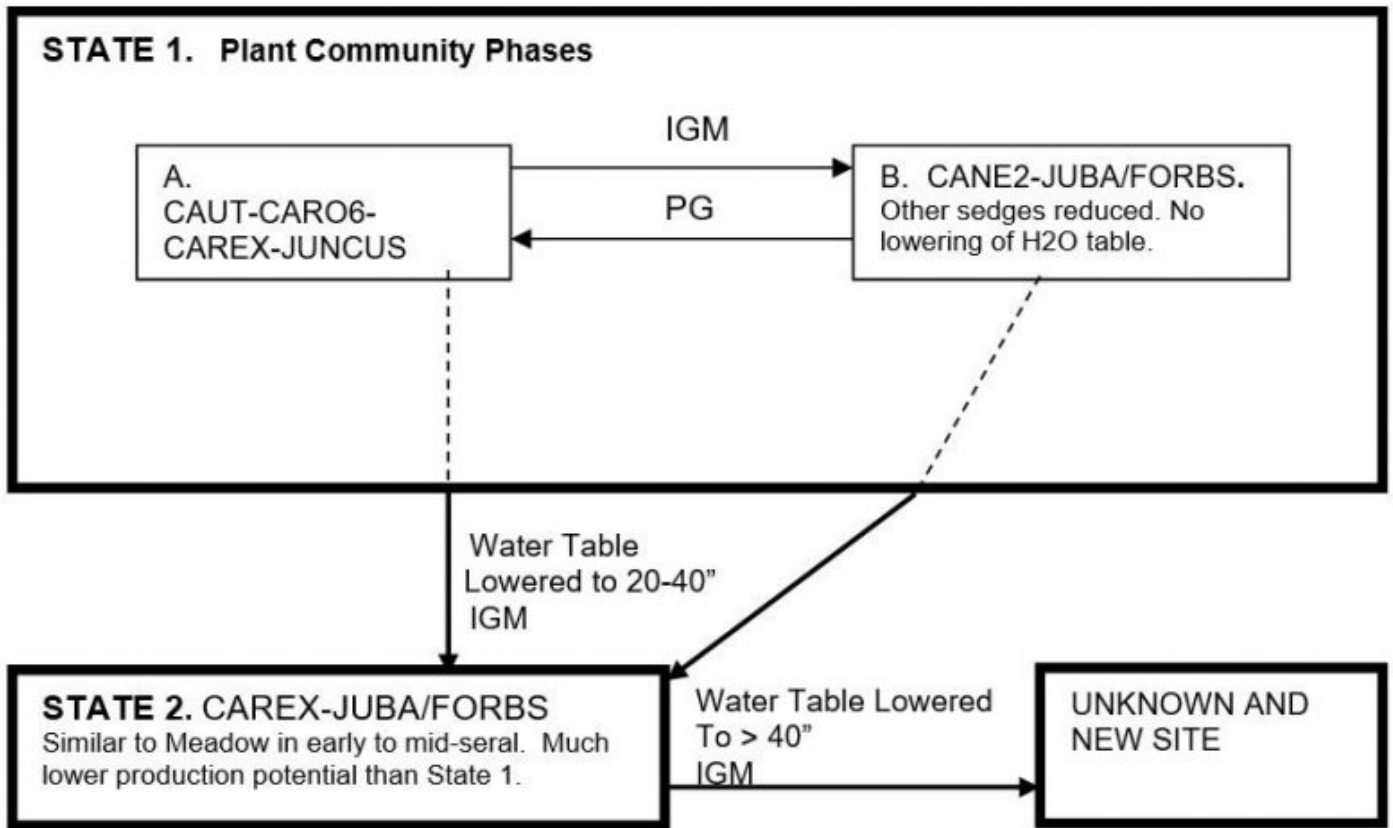 STATE 1. Plant Community Phases
IGM
A.
CAUT-CARO6-
CAREX-JUNCUS
PG
B. CANE2-JUBA/FORBS.
Other sedges reduced. No
lowering of H2O table.
Water Table
Lowered to 20-40”
IGM
STATE 2. CAREX-JUBA/FORBS
Similar to Meadow in early to mid-seral. Much
lower production potential than State 1.
Water Table Lowered
To > 40”
IGM
UNKNOWN AND
NEW SITE